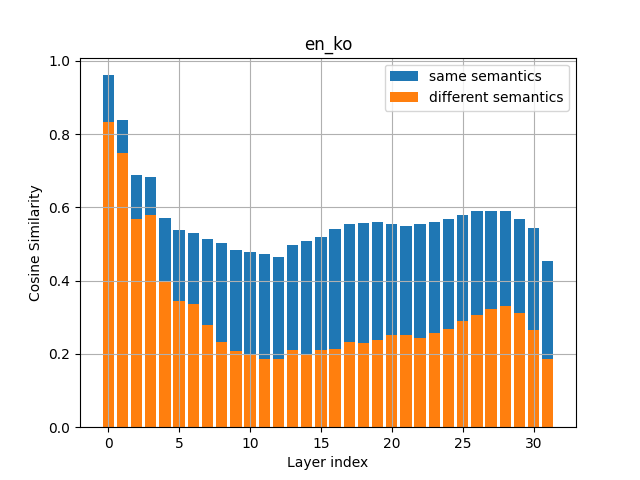 en_ko
same semantics
different semantics
Cosine Similarity
1.0
0.8
0.6
0.4
0.2
0.0
0 5 10 15 20 25 30
Layer index